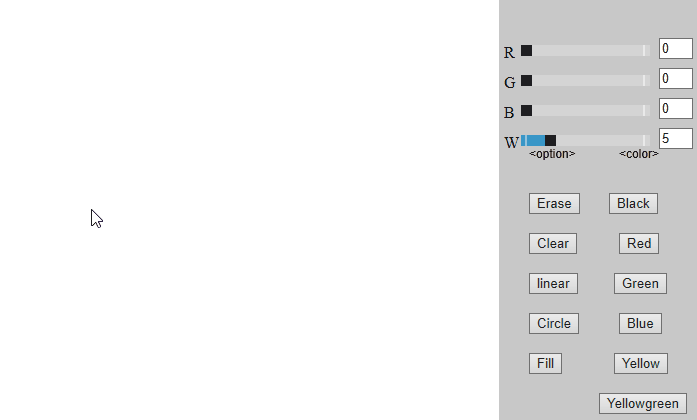 R 0
G 0
B 0
W 5
<option> <color>
Erase Black
Clear Red
linear Green
Circle Blue
Fill Yellow
Yellowgreen